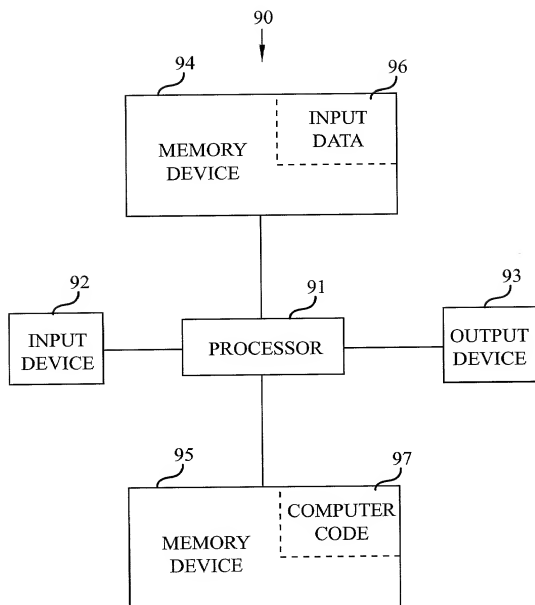 90
94
96
INPUT
DATA
MEMORY
DEVICE
92
91
93
INPUT
DEVICE
PROCESSOR
OUTPUT
DEVICE
95
97
COMPUTER
CODE
MEMORY
DEVICE